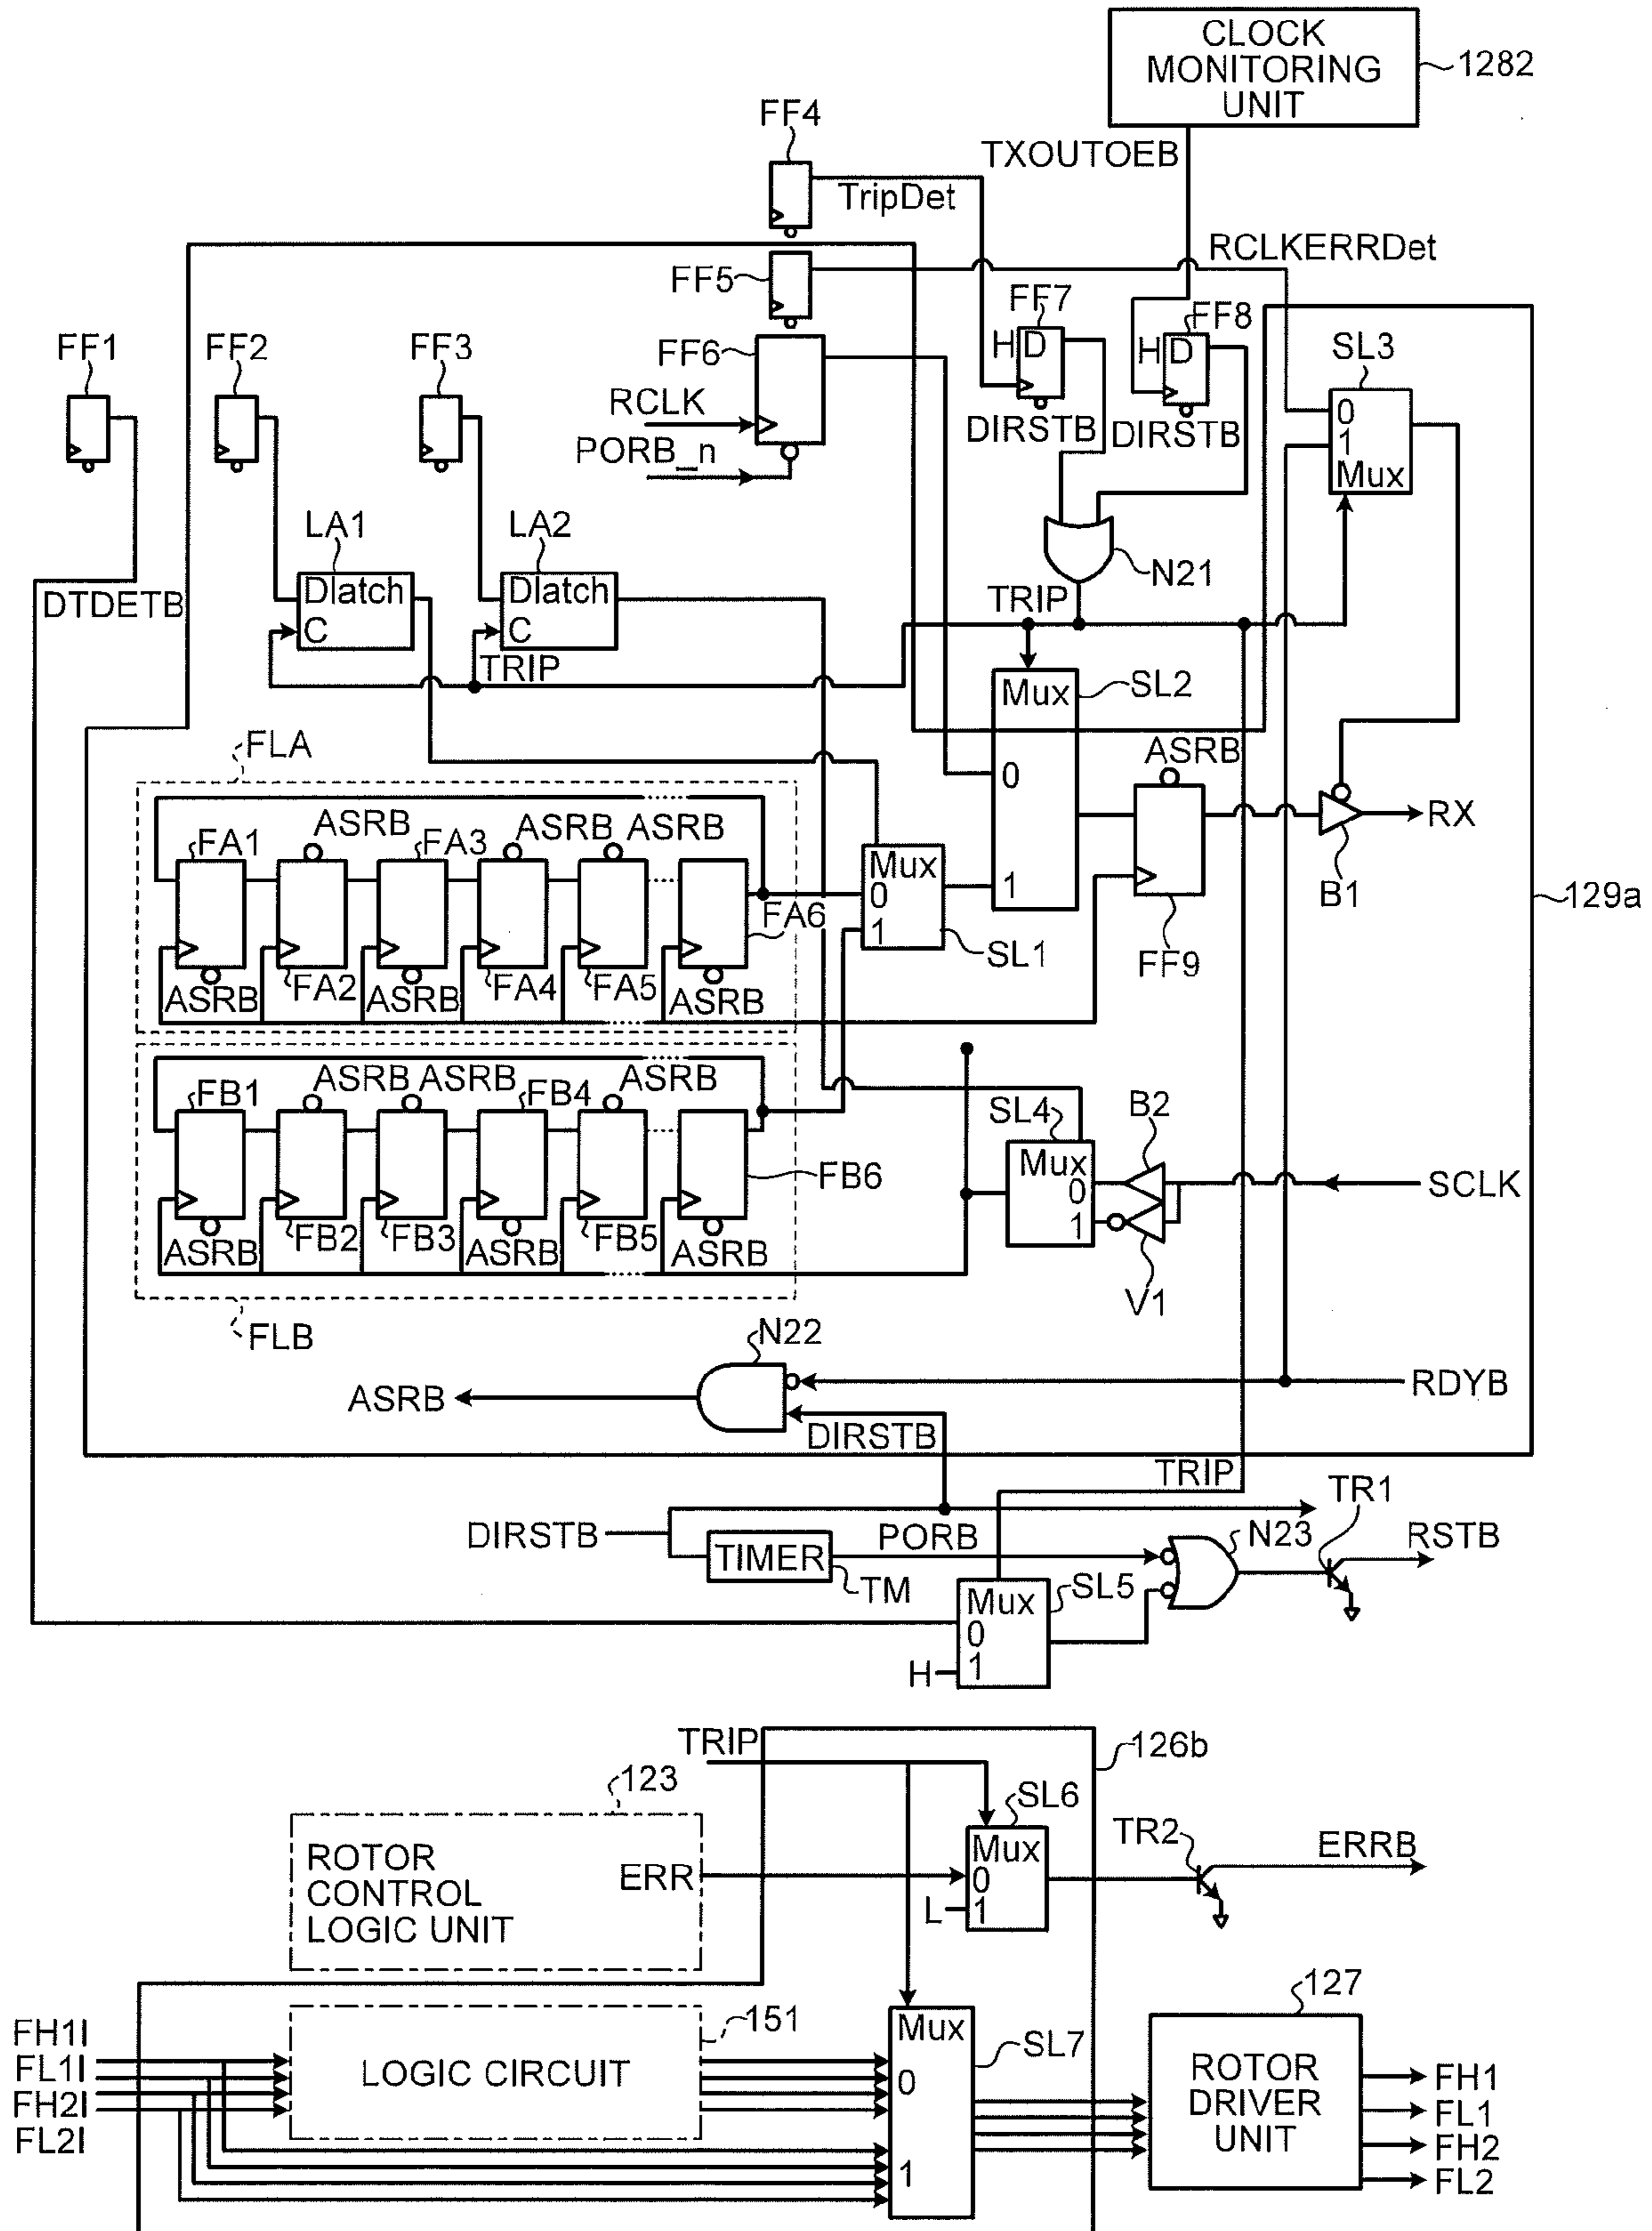 CLOCK
MONITORING
UNIT
1282
FF4
TXOUTOEB
TripDet
RCLKERRDet
FF5
FF7
FF8
H D
H D
FF1
FF2
FF3
FF6
SL3
RCLK
0
1
Mux
PORB_n
DIRSTB
DIRSTB
LA1
LA2
N21
DTDETB
Dlatch
C
Dlatch
C
TRIP
TRIP
Mux
SL2
FLA
ASRB
0
ASRB
ASRB
ASRB
RX
FA1
FA3
Mux
0
1
1
B1
129a
FA6
SL1
FF9
ASRB
FA2
ASRB
FA4
FA5
ASRB
ASRB
ASRB
ASRB
FB1
FB4
SL4
B2
Mux
0
1
FB6
SCLK
ASRB
FB2
FB3
ASRB
FB5
ASRB
V1
FLB
N22
ASRB
RDYB
DIRSTB
TRIP
TR1
DIRSTB
PORB
N23
RSTB
TIMER
TM
SL5
Mux
0
H
1
TRIP
126b
123
SL6
ROTOR
CONTROL
LOGIC UNIT
ERR
Mux
0
L
1
TR2
ERRB
127
151
FH1I
FL1I
FH2I
FL2I
LOGIC CIRCUIT
Mux
0
1
SL7
ROTOR
DRIVER
UNIT
FH1
FL1
FH2
FL2